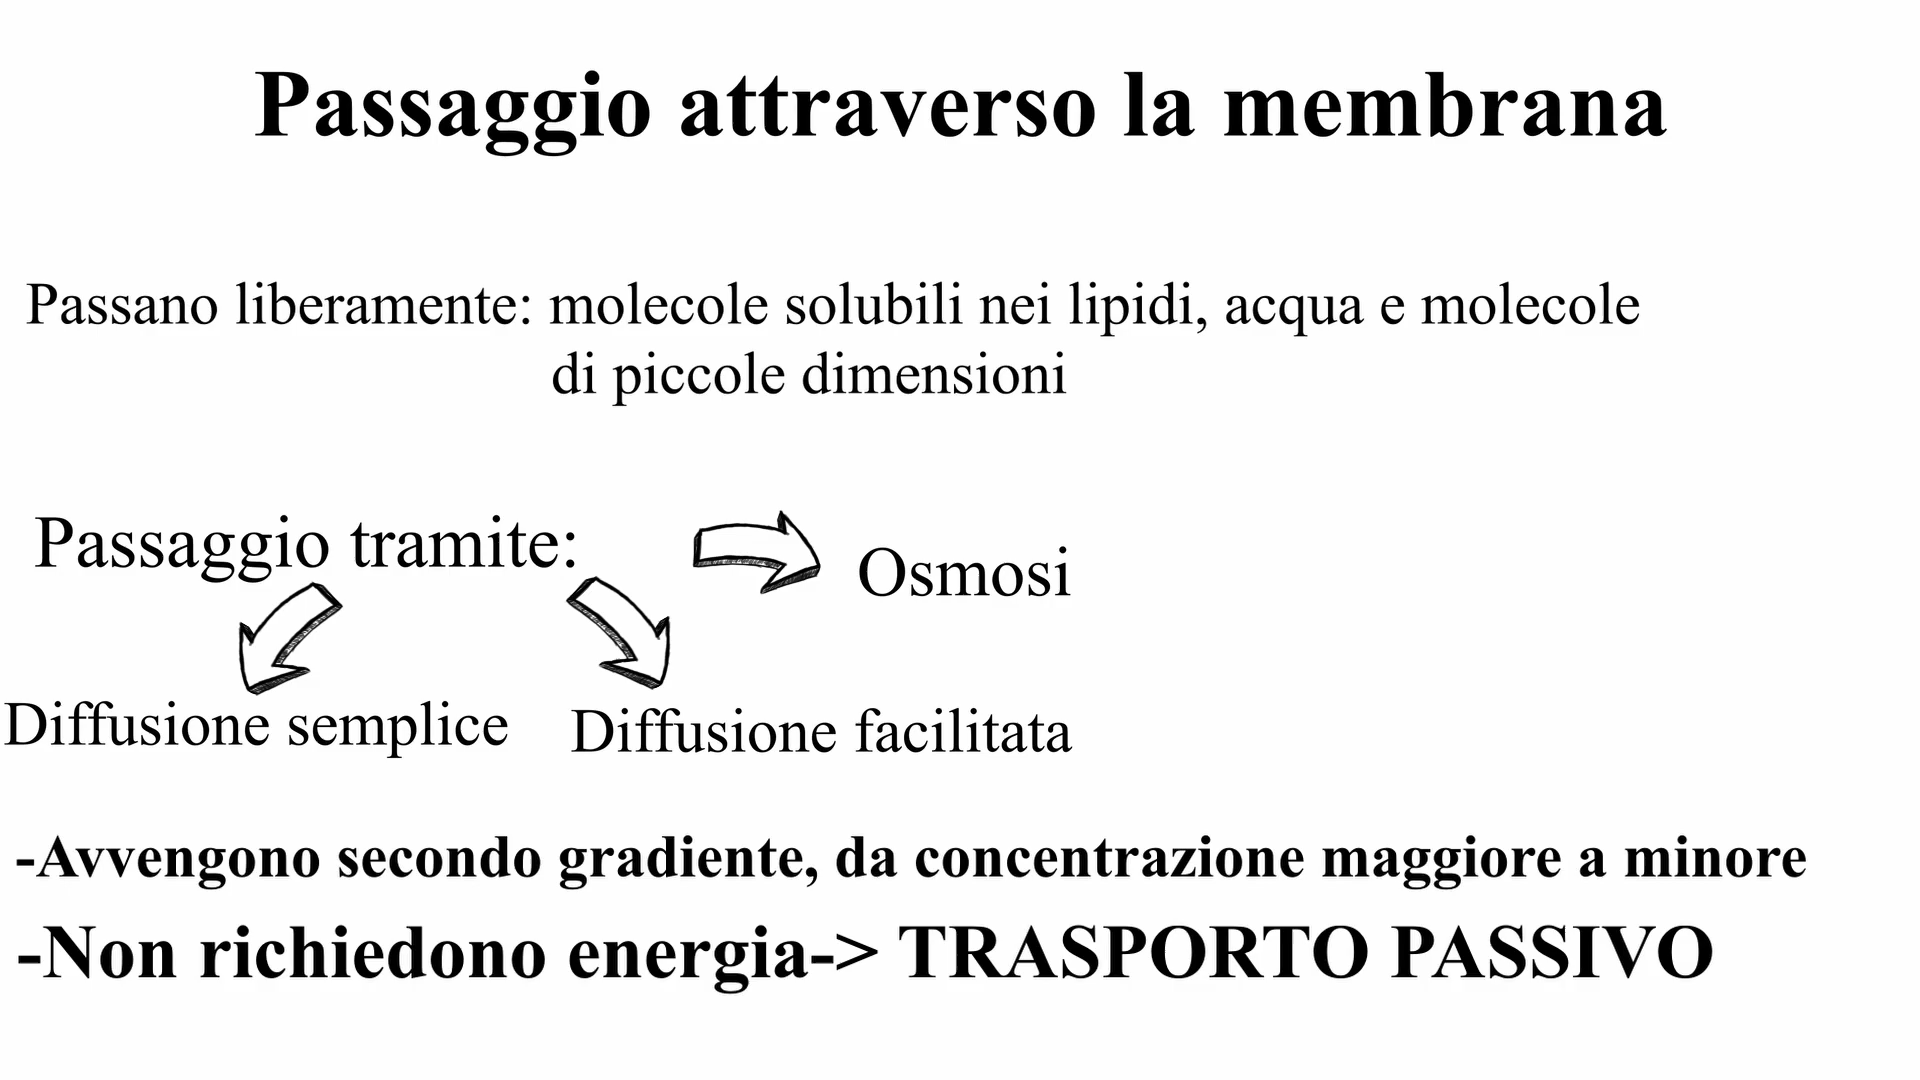 Passaggio attraverso la membrana
Passano liberamente: molecole solubili nei lipidi, acqua e molecole
di piccole dimensioni
Passaggio tramite:
Osmosi
Diffusione semplice
Diffusione facilitata
-Avvengono secondo gradiente, da concentrazione maggiore a minore
-Non richiedono energia-> TRASPORTO PASSIVO